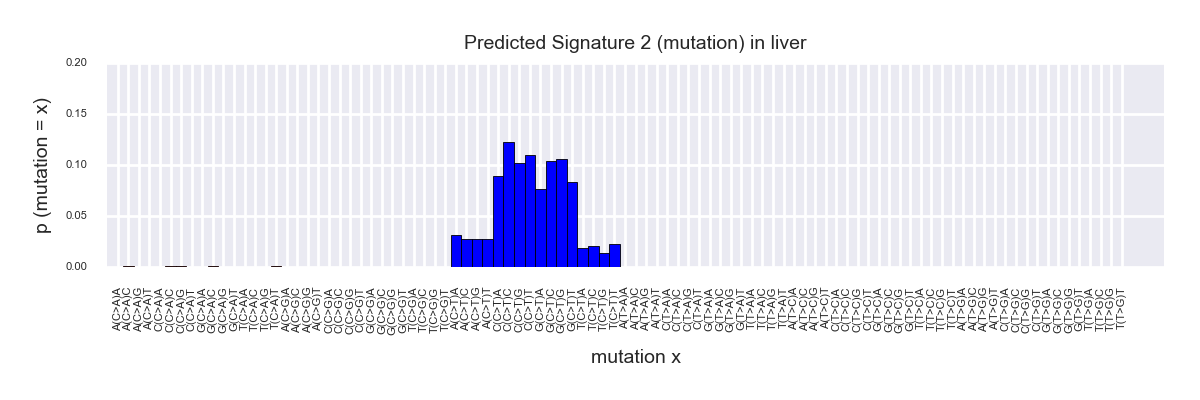 Predicted Signature 2 (mutation) in liver
0.20
0.15
0.10
0.05
0.00
p (mutation = x)
A(C>A)A
A(C>A)C
A(C>A)G
A(C>A)T
C(C>A)A
C(C>A)C
C(C>A)G
C(C>A)T
G(C>A)A
G(C>A)C
G(C>A)G
G(C>A)T
T(C>A)A
T(C>A)C
T(C>A)G
T(C>A)T
A(C>G)A
A(C>G)C
A(C>G)G
A(C>G)T
C(C>G)A
C(C>G)C
C(C>G)G
C(C>G)T
G(C>G)A
G(C>G)C
G(C>G)G
G(C>G)T
T(C>G)A
T(C>G)C
T(C>G)G
T(C>G)T
A(C>T)A
A(C>T)C
A(C>T)G
A(C>T)T
C(C>T)A
C(C>T)C
C(C>T)G
C(C>T)T
G(C>T)A
G(C>T)C
G(C>T)G
G(C>T)T
T(C>T)A
T(C>T)C
T(C>T)G
T(C>T)T
A(T>A)A
A(T>A)C
A(T>A)G
A(T>A)T
C(T>A)A
C(T>A)C
C(T>A)G
C(T>A)T
G(T>A)A
G(T>A)C
G(T>A)G
G(T>A)T
T(T>A)A
T(T>A)C
T(T>A)G
T(T>A)T
A(T>C)A
A(T>C)C
A(T>C)G
A(T>C)T
C(T>C)A
C(T>C)C
C(T>C)G
C(T>C)T
G(T>C)A
G(T>C)C
G(T>C)G
G(T>C)T
T(T>C)A
T(T>C)C
T(T>C)G
T(T>C)T
A(T>G)A
A(T>G)C
A(T>G)G
A(T>G)T
C(T>G)A
C(T>G)C
C(T>G)G
C(T>G)T
G(T>G)A
G(T>G)C
G(T>G)G
G(T>G)T
T(T>G)A
T(T>G)C
T(T>G)G
T(T>G)T
mutation x